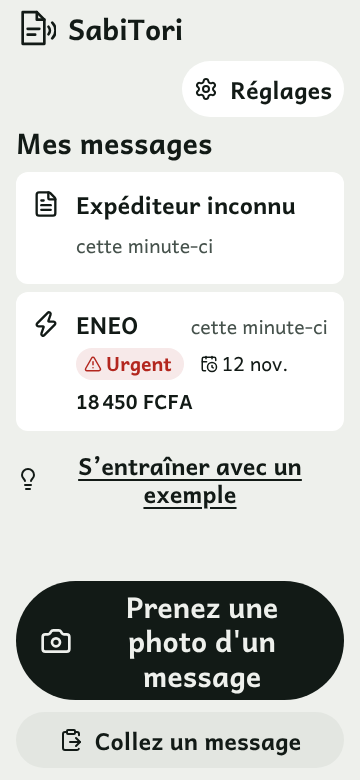 SabiTori
Réglages
Mes messages
Expéditeur inconnu
cette minute-ci
ENEO
cette minute-ci
Urgent
12 nov.
18 450 FCFA
S’entraîner avec un
exemple
Prenez une
photo d'un
message
Collez un message